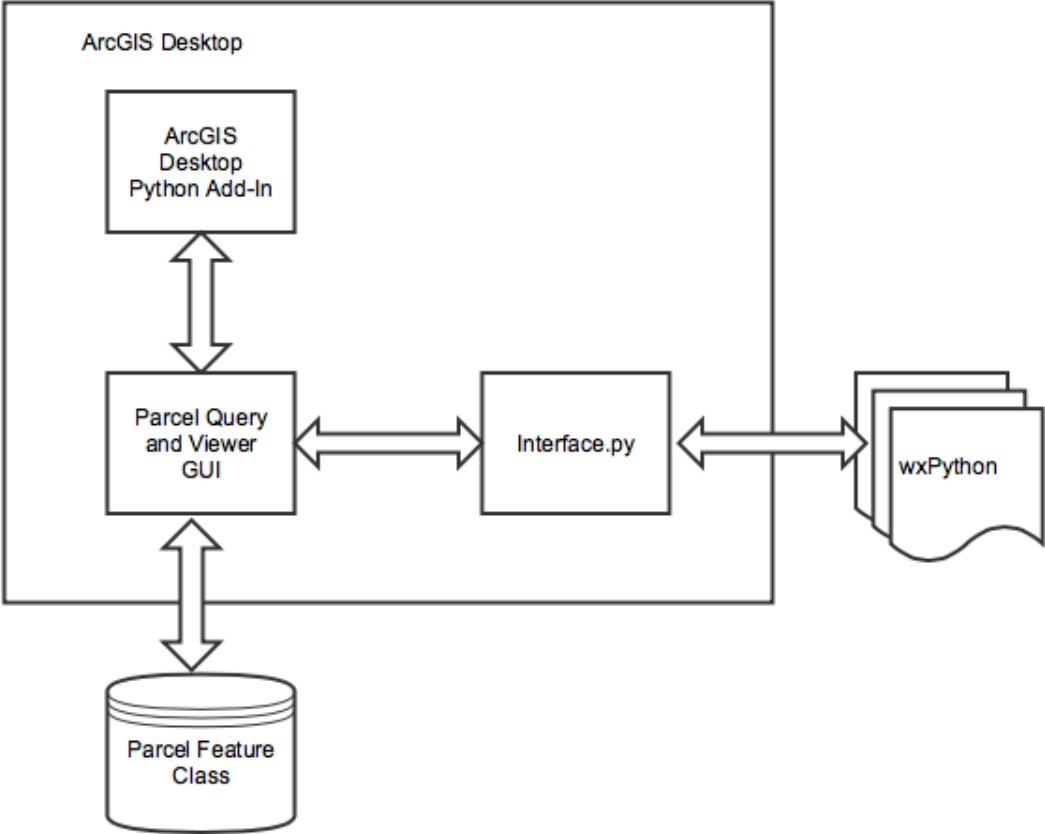 ArcGIS Desktop
ArcGIS
Desktop
Python Add-In
Parcel Query
and Viewer
GUI
Interface.py
wxPython
Parcel Feature
Class